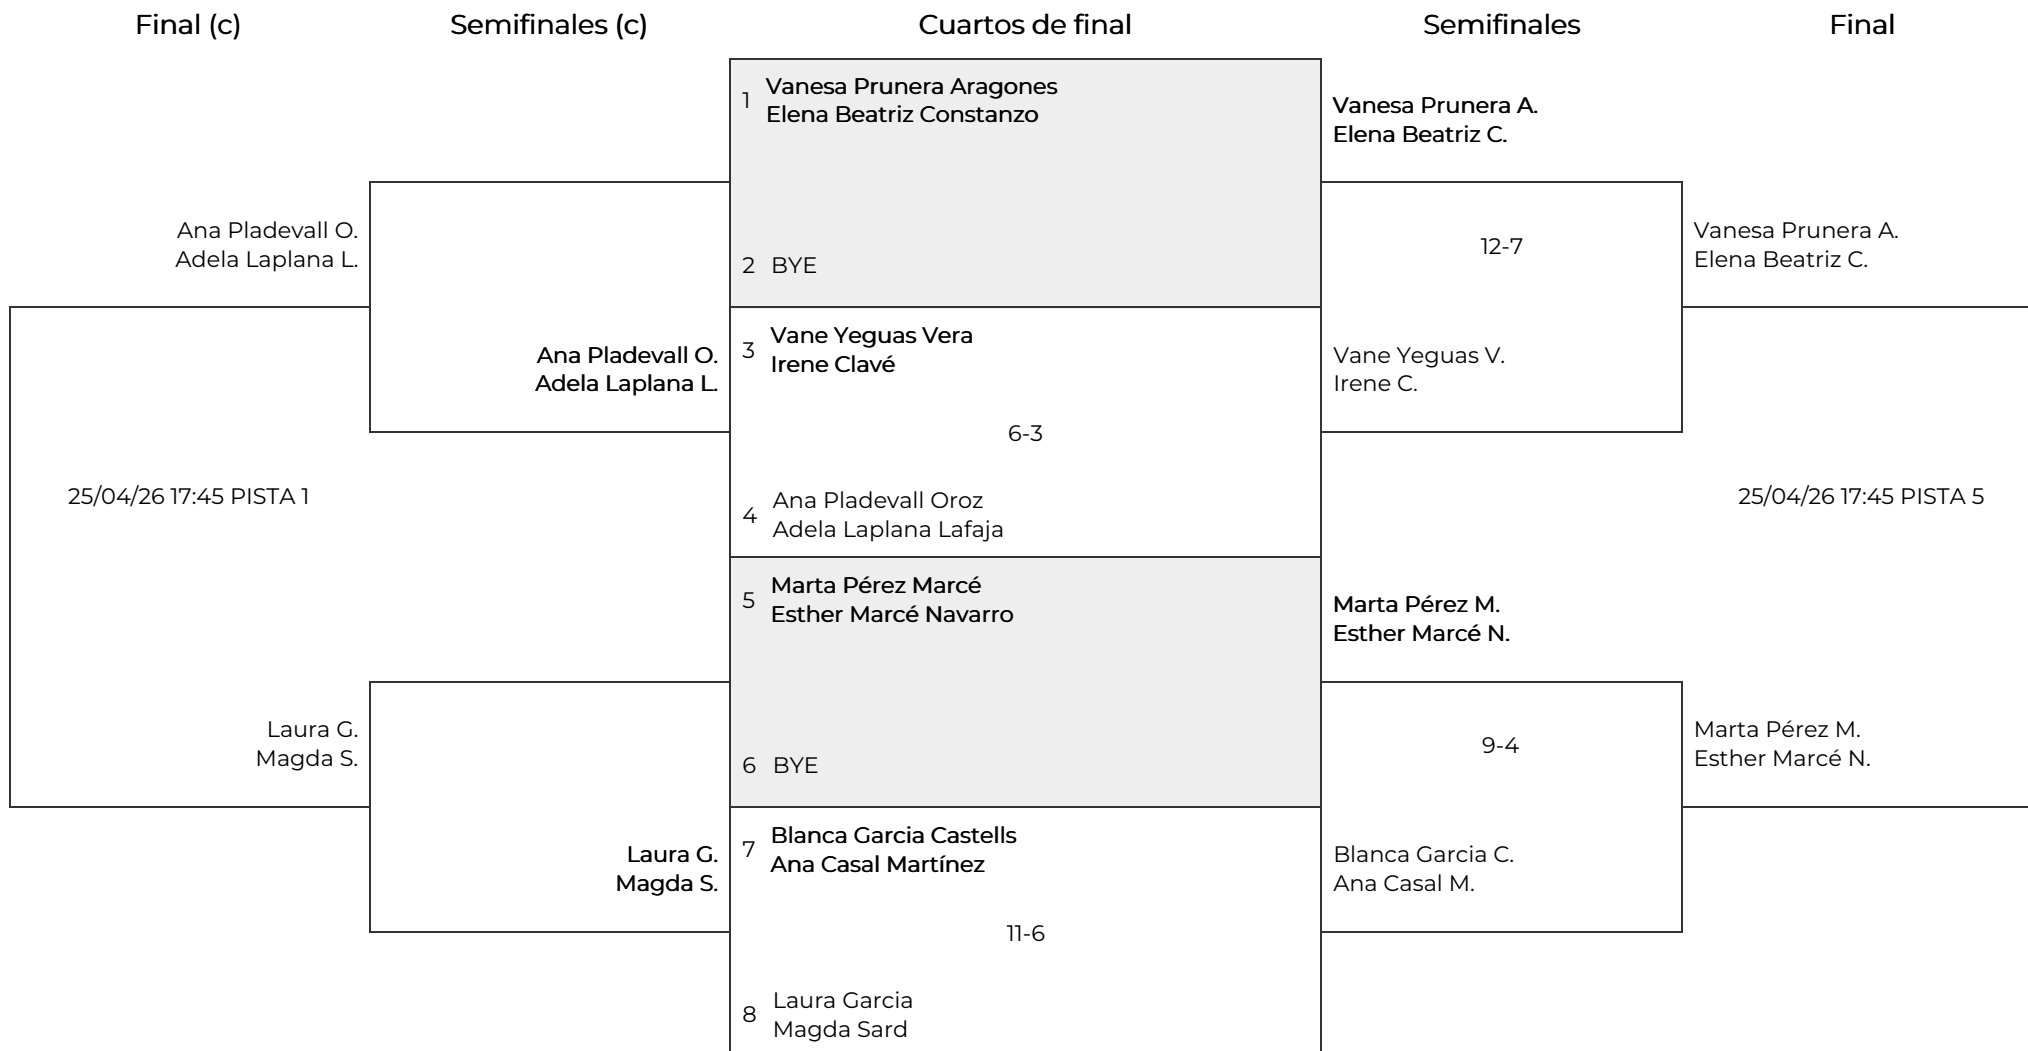 Final (c)
Semifinales (c)
Cuartos de final
Semifinales
Final
Ana Pladevall O.
Adela Laplana L.
25/04/26 17:45 PISTA 1
Laura G.
Magda S.
Ana Pladevall O.
Adela Laplana L.
Laura G.
Magda S.
1 Vanesa Prunera Aragones
Elena Beatriz Constanzo
2 BYE
3 Vane Yeguas Vera
Irene Clavé
6-3
4 Ana Pladevall Oroz
Adela Laplana Lafaja
5 Marta Pérez Marcé
Esther Marcé Navarro
6 BYE
7 Blanca Garcia Castells
Ana Casal Martínez
11-6
8 Laura Garcia
Magda Sard
Vanesa Prunera A.
Elena Beatriz C.
12-7
Vane Yeguas V.
Irene C.
Marta Pérez M.
Esther Marcé N.
9-4
Blanca Garcia C.
Ana Casal M.
Vanesa Prunera A.
Elena Beatriz C.
25/04/26 17:45 PISTA 5
Marta Pérez M.
Esther Marcé N.